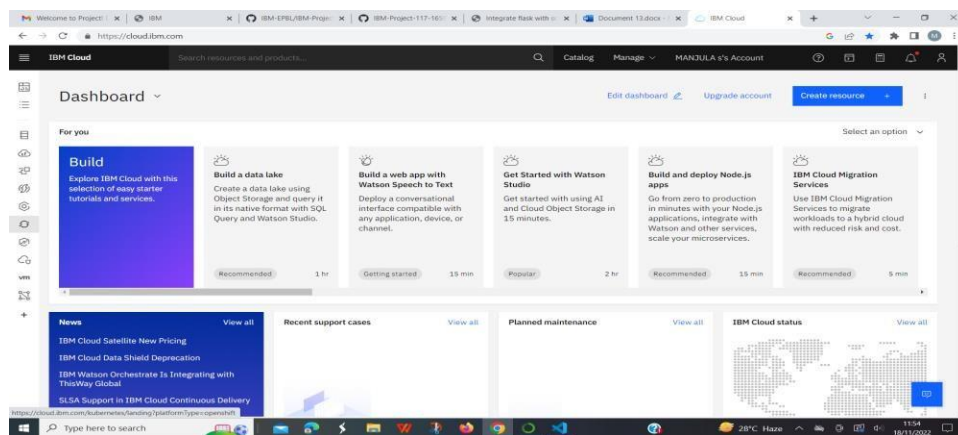 Welcome to Project!
IBM
IBM-EPBL/IBM-Projec
IBM-Project-117-165
Integrate flask with
Document 13.docx -
IBM Cloud
https://cloud.ibm.com
IBM Cloud
Search resources and products...
Catalog
Manage
MANJULA s's Account
Dashboard
Edit dashboard
Upgrade account
Create resource +
For you
Select an option
Build
Explore IBM Cloud with this
selection of easy starter
tutorials and services.
Build a data lake
Create a data lake using
Object Storage and query it
in its native format with SQL
Query and Watson Studio.
Recommended 1 hr
Build a web app with
Watson Speech to Text
Deploy a conversational
interface compatible with
any application, device, or
channel.
Getting started 15 min
Get Started with Watson
Studio
Get started with using AI
and Cloud Object Storage in
15 minutes.
Popular 2 hr
Build and deploy Node.js
apps
Go from zero to production
in minutes with your Node.js
applications, integrate with
Watson and other services,
scale your microservices.
Recommended 15 min
IBM Cloud Migration
Services
Use IBM Cloud Migration
Services to migrate
workloads to a hybrid cloud
with reduced risk and cost.
Recommended 5 min
vm
News View all
IBM Cloud Satellite New Pricing
IBM Cloud Data Shield Deprecation
IBM Watson Orchestrate Is Integrating with
ThisWay Global
SLSA Support in IBM Cloud Continuous Delivery
Recent support cases View all
Planned maintenance View all
IBM Cloud status View all
https://cloud.ibm.com/kubernetes/landing?platformType=openshift
Type here to search
28°C Haze
11:54
18/11/2022